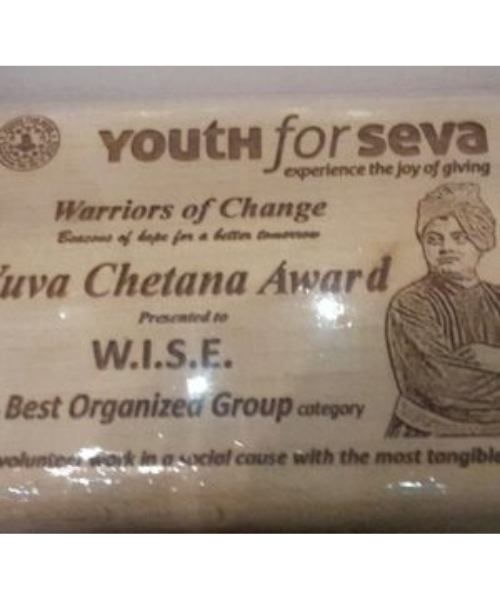 YOUTH for seva
experience the joy of giving
Warriors of Change
Beacons of hope for a better tomorrow
uva Chetana Award
Presented to
W.I.S.E.
Best Organized Group category
volunteer work in a social cause with the most tangible